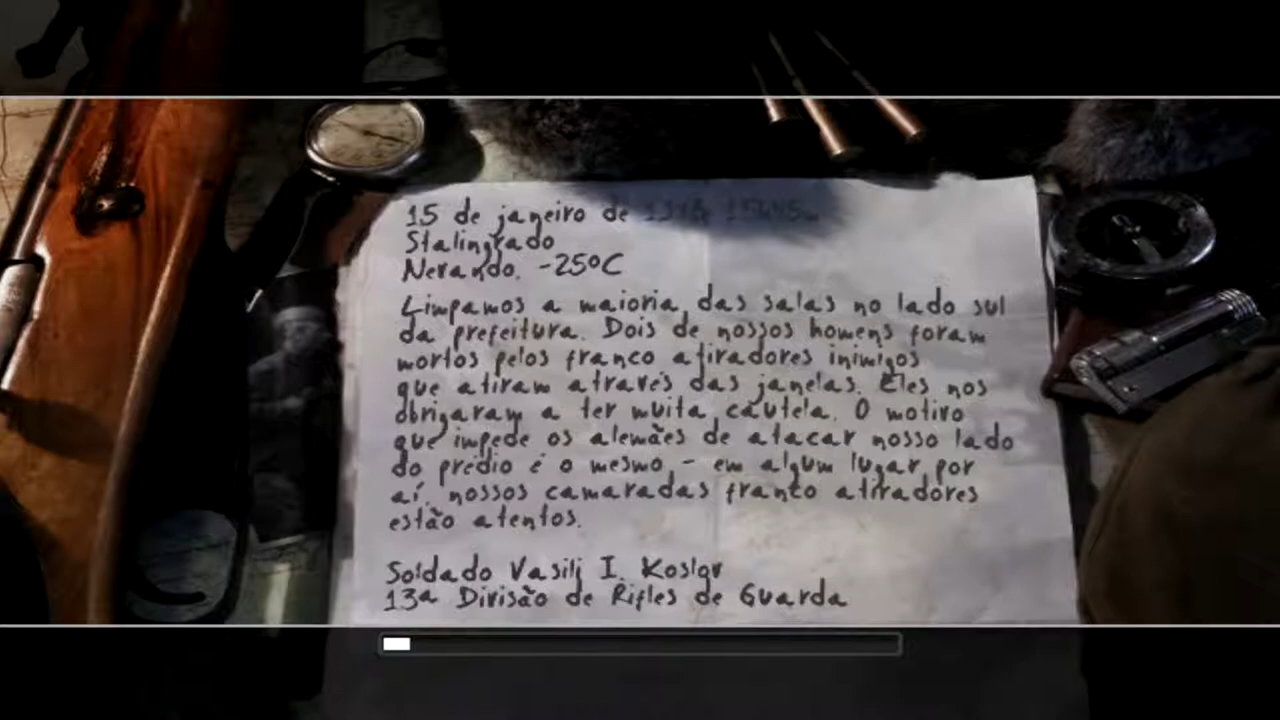 15 de janeiro de
Stalingrado
Nevando. -25°C
Limpamos a maioria das salas no lado sul
da prefeitura. Dois de nossos homens foram
mortos pelos franco atiradores inimigos
que atiram através das janelas. Eles nos
obrigaram a ter muita cautela. O motivo
que impede os alemães de atacar nosso lado
do prédio é o mesmo - em algum lugar por
aí, nossos camaradas franco atiradores
estão atentos.
Soldado Vasili I. Koslov
13ª Divisão de Rifles de Guarda